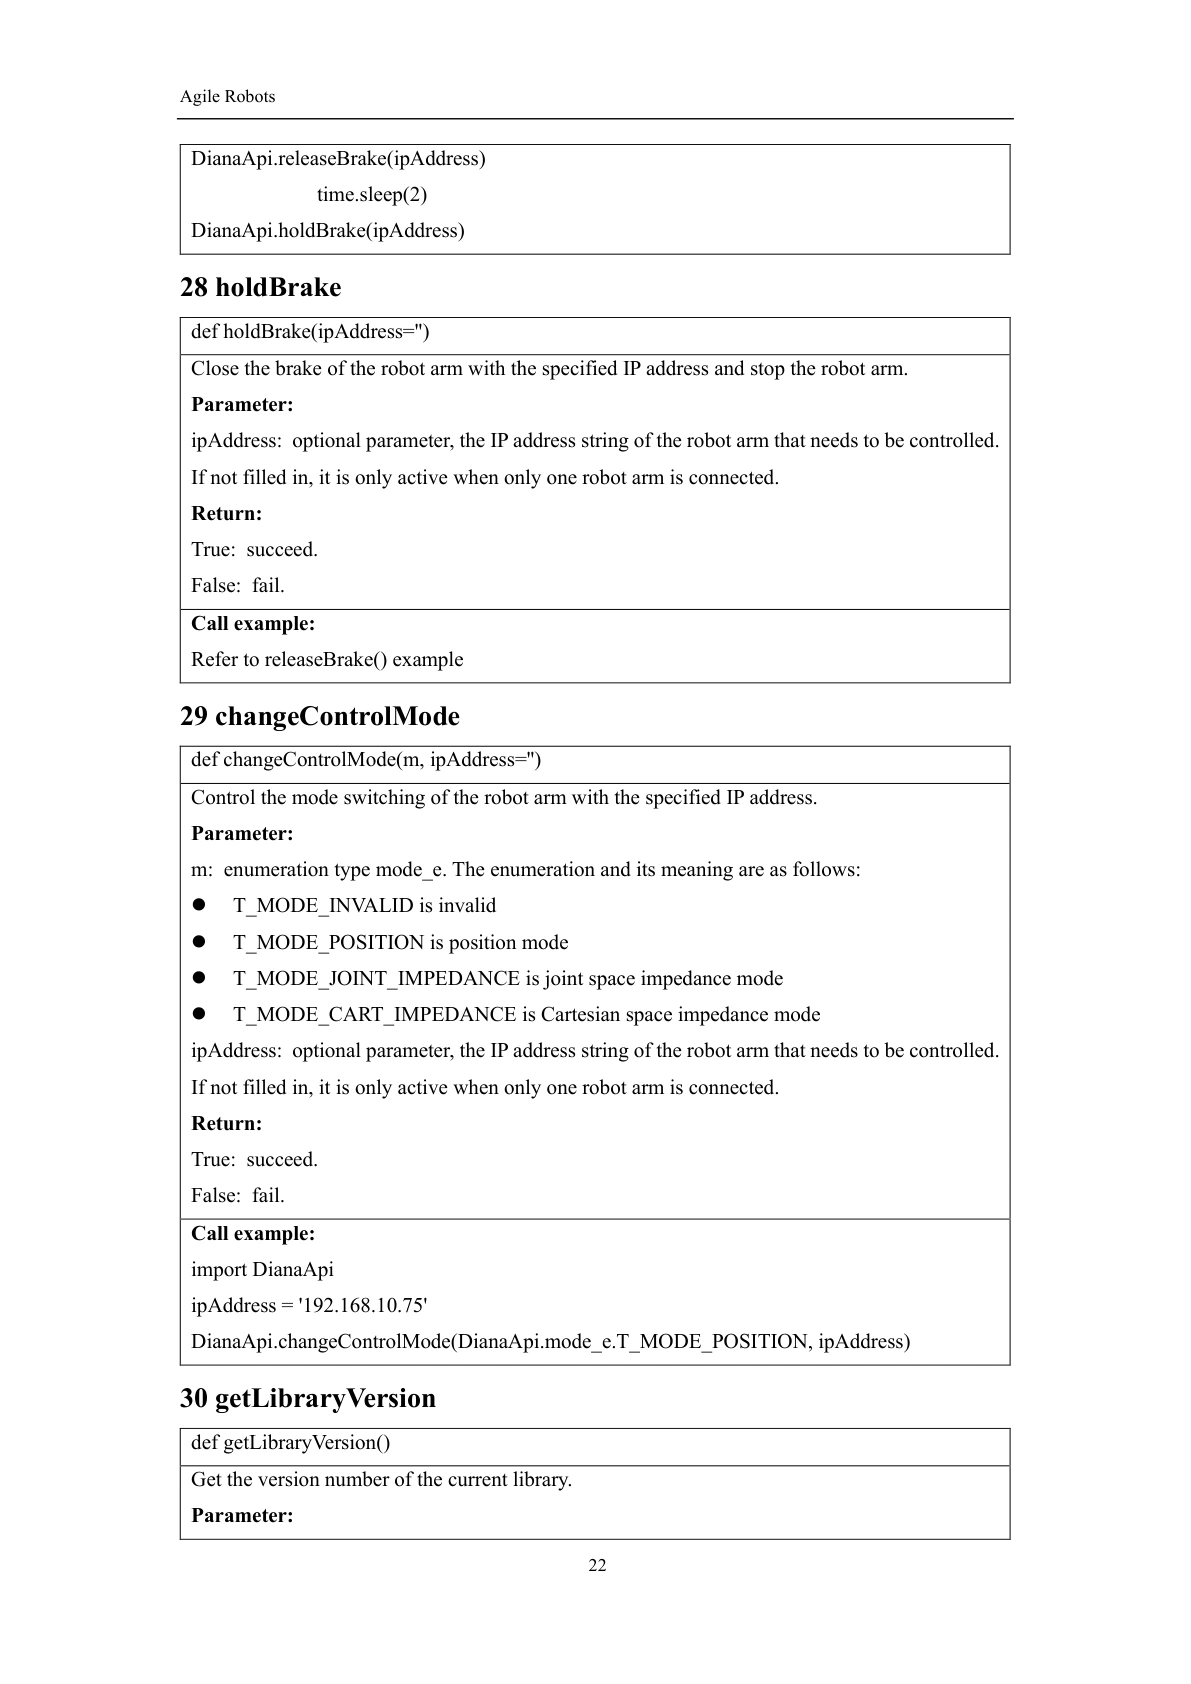 Agile Robots
DianaApi.releaseBrake(ipAddress)
time.sleep(2)
DianaApi.holdBrake(ipAddress)
28 holdBrake
def holdBrake(ipAddress='')
Close the brake of the robot arm with the specified IP address and stop the robot arm.
Parameter:
ipAddress:  optional parameter, the IP address string of the robot arm that needs to be controlled.
If not filled in, it is only active when only one robot arm is connected.
Return:
True:  succeed.
False:  fail.
Call example:
Refer to releaseBrake() example
29 changeControlMode
def changeControlMode(m, ipAddress='')
Control the mode switching of the robot arm with the specified IP address.
Parameter:
m:  enumeration type mode_e. The enumeration and its meaning are as follows:
● T_MODE_INVALID is invalid
● T_MODE_POSITION is position mode
● T_MODE_JOINT_IMPEDANCE is joint space impedance mode
● T_MODE_CART_IMPEDANCE is Cartesian space impedance mode
ipAddress:  optional parameter, the IP address string of the robot arm that needs to be controlled.
If not filled in, it is only active when only one robot arm is connected.
Return:
True:  succeed.
False:  fail.
Call example:
import DianaApi
ipAddress = '192.168.10.75'
DianaApi.changeControlMode(DianaApi.mode_e.T_MODE_POSITION, ipAddress)
30 getLibraryVersion
def getLibraryVersion()
Get the version number of the current library.
Parameter:
22